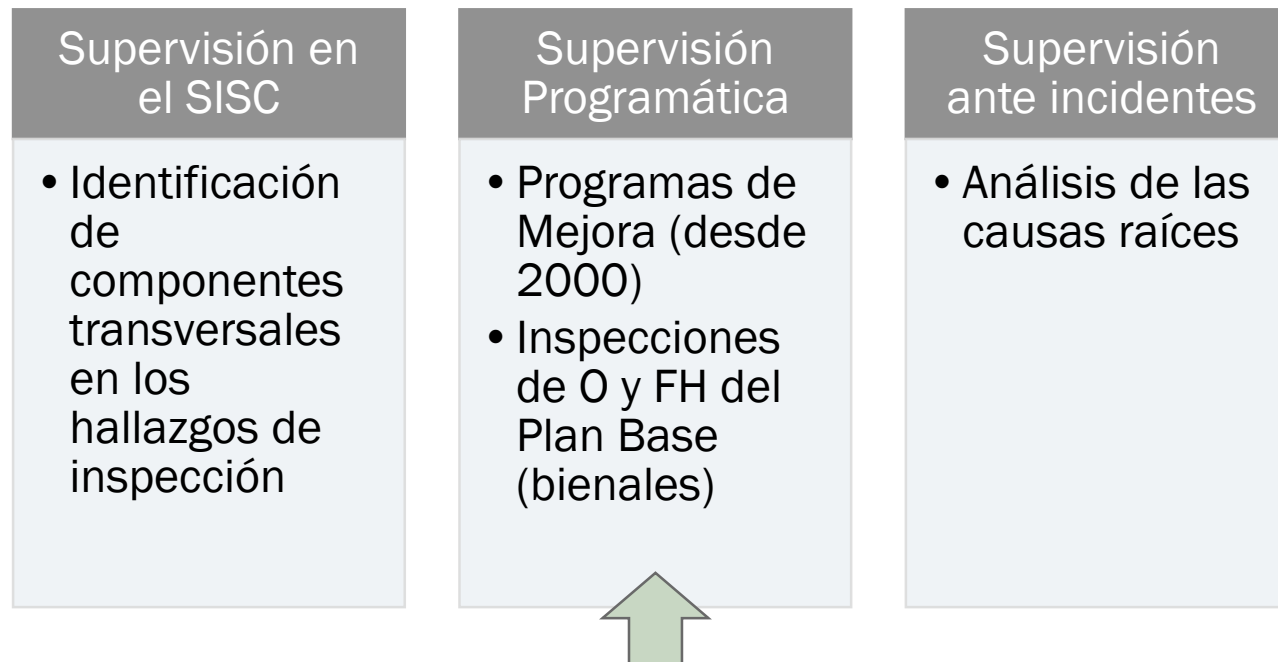 Supervisión en
el SISC
• Identificación
de
componentes
transversales
en los
hallazgos de
inspección
Supervisión
Programática
• Programas de
Mejora (desde
2000)
• Inspecciones
de O y FH del
Plan Base
(bienales)
Supervisión
ante incidentes
• Análisis de las
causas raíces